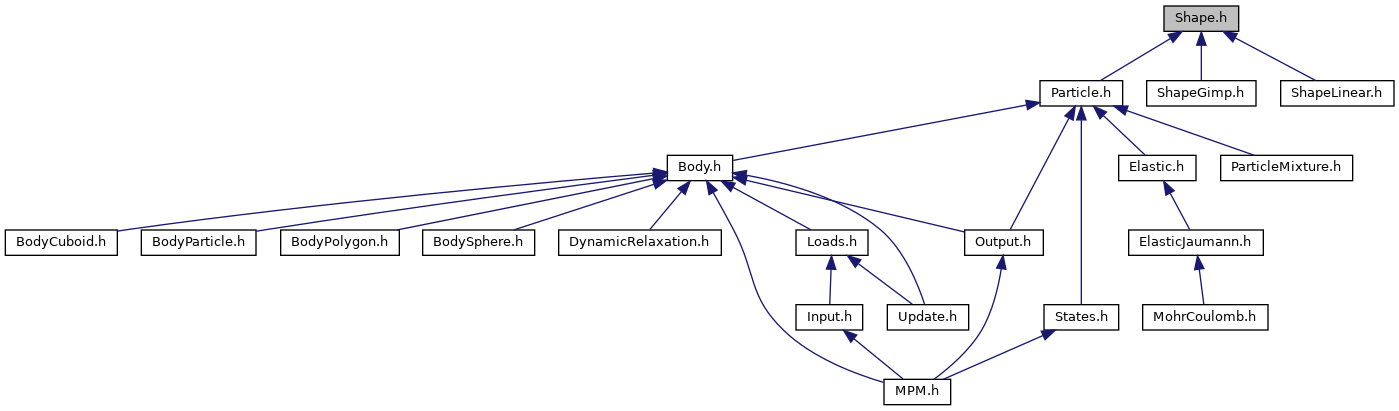 Shape.h
Particle.h
ShapeGimp.h
ShapeLinear.h
Body.h
Elastic.h
ParticleMixture.h
BodyCuboid.h
BodyParticle.h
BodyPolygon.h
BodySphere.h
DynamicRelaxation.h
Loads.h
Output.h
ElasticJaumann.h
Input.h
Update.h
States.h
MohrCoulomb.h
MPM.h